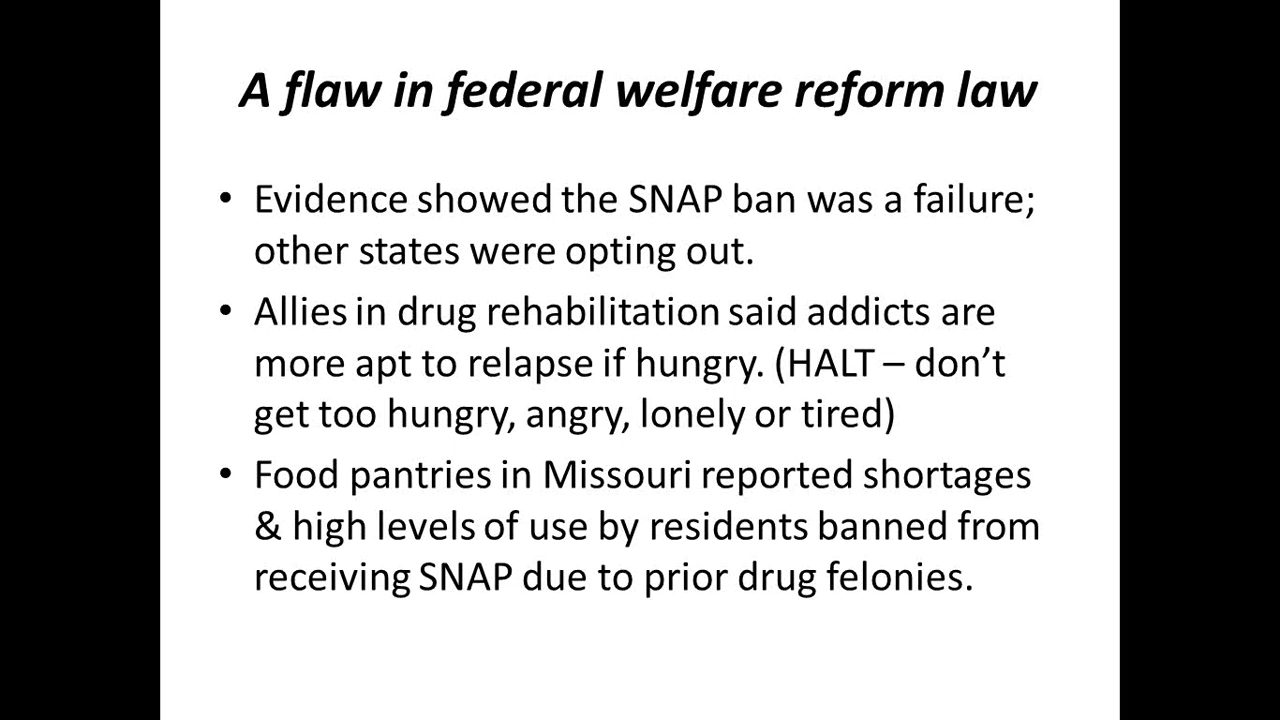 A flaw in federal welfare reform law
• Evidence showed the SNAP ban was a failure;
other states were opting out.
• Allies in drug rehabilitation said addicts are
more apt to relapse if hungry. (HALT – don’t
get too hungry, angry, lonely or tired)
• Food pantries in Missouri reported shortages
& high levels of use by residents banned from
receiving SNAP due to prior drug felonies.